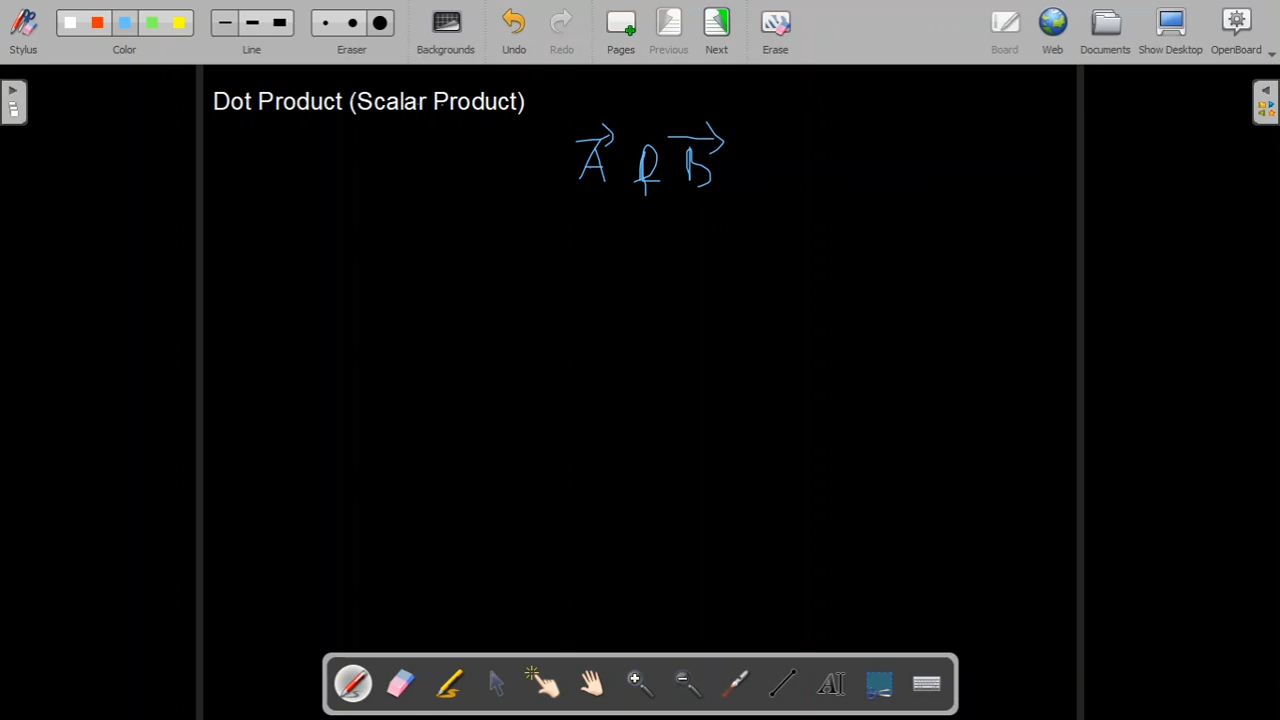 Stylus Color Line Eraser Backgrounds Undo Redo Pages Previous Next Erase Board Web Documents Show Desktop OpenBoard
Dot Product (Scalar Product)
A⃗ & B⃗
AI